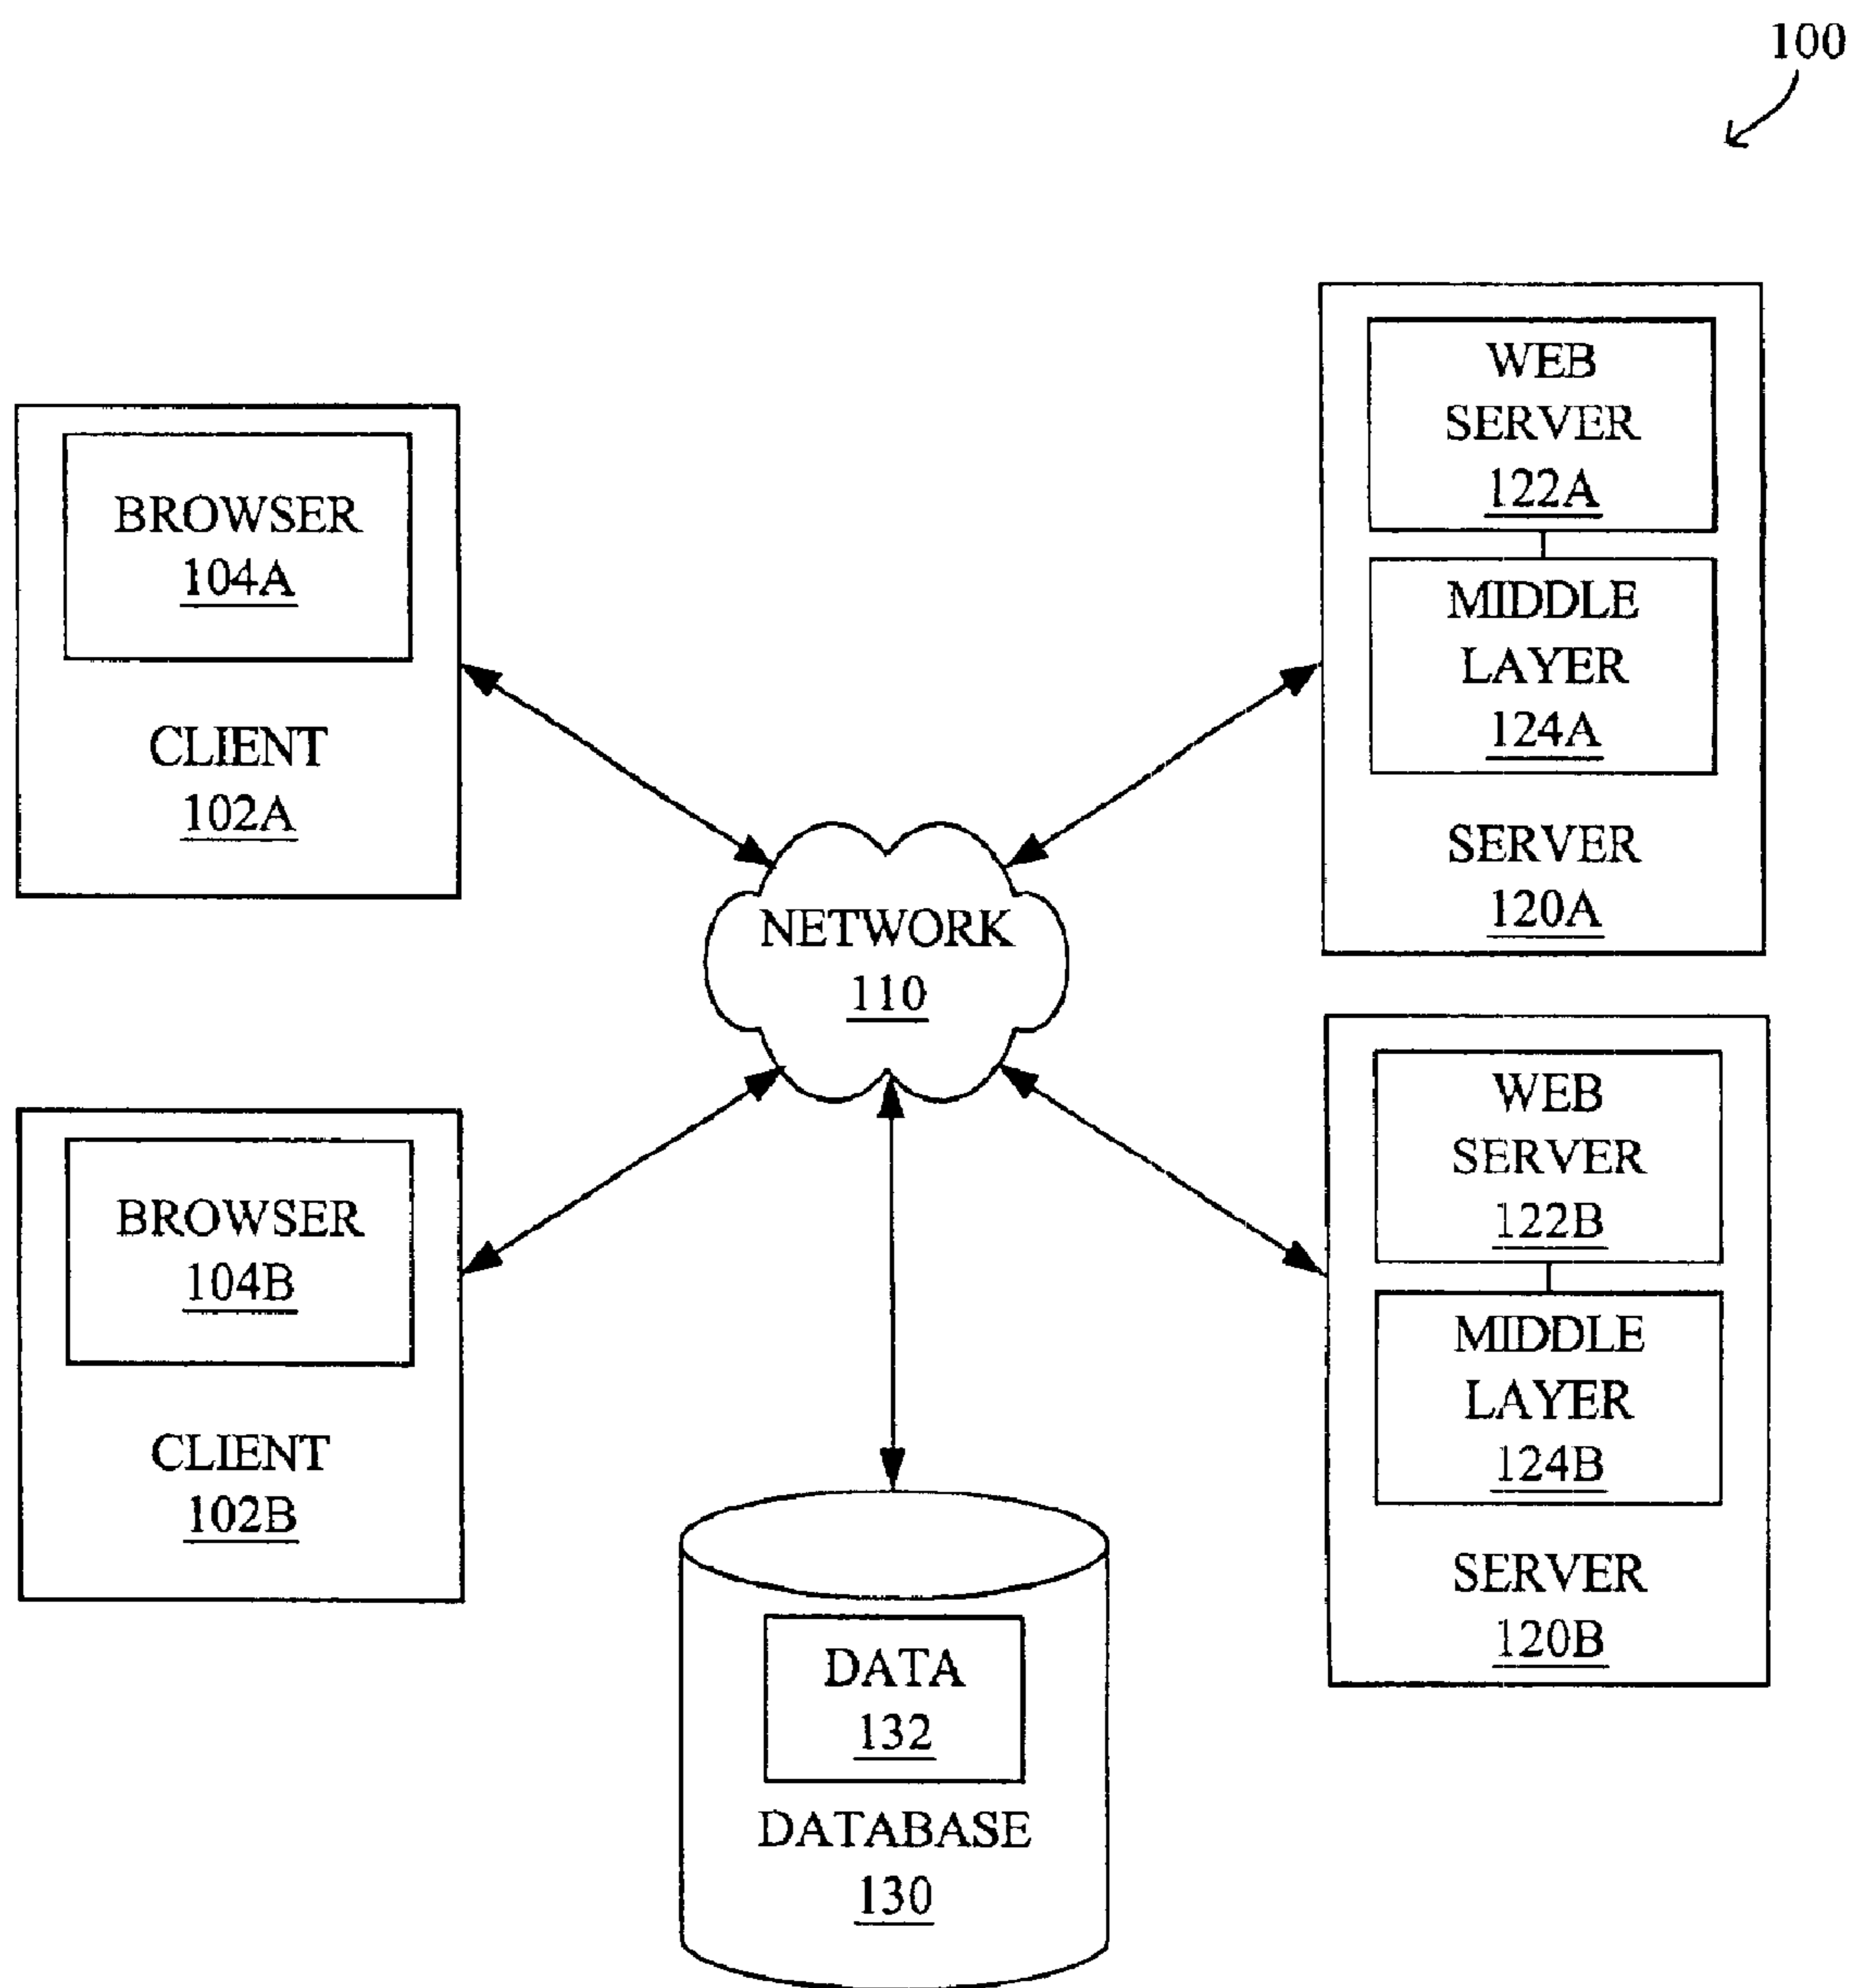 100
WEB
SERVER
122A
MIDDLE
LAYER
124A
SERVER
120A
BROWSER
104A
CLIENT
102A
NETWORK
110
BROWSER
104B
CLIENT
102B
WEB
SERVER
122B
MIDDLE
LAYER
124B
SERVER
120B
DATA
132
DATABASE
130